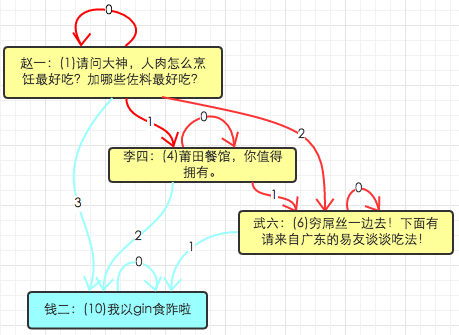 0
赵一：(1)请问大神，人肉怎么烹
饪最好吃？加哪些佐料最好吃？
1
0
2
李四：(4)莆田餐馆，你值得
拥有。
3
1
0
武六：(6)穷屌丝一边去！下面有
请来自广东的易友谈谈吃法！
2
1
0
钱二：(10)我以gin食阼啦